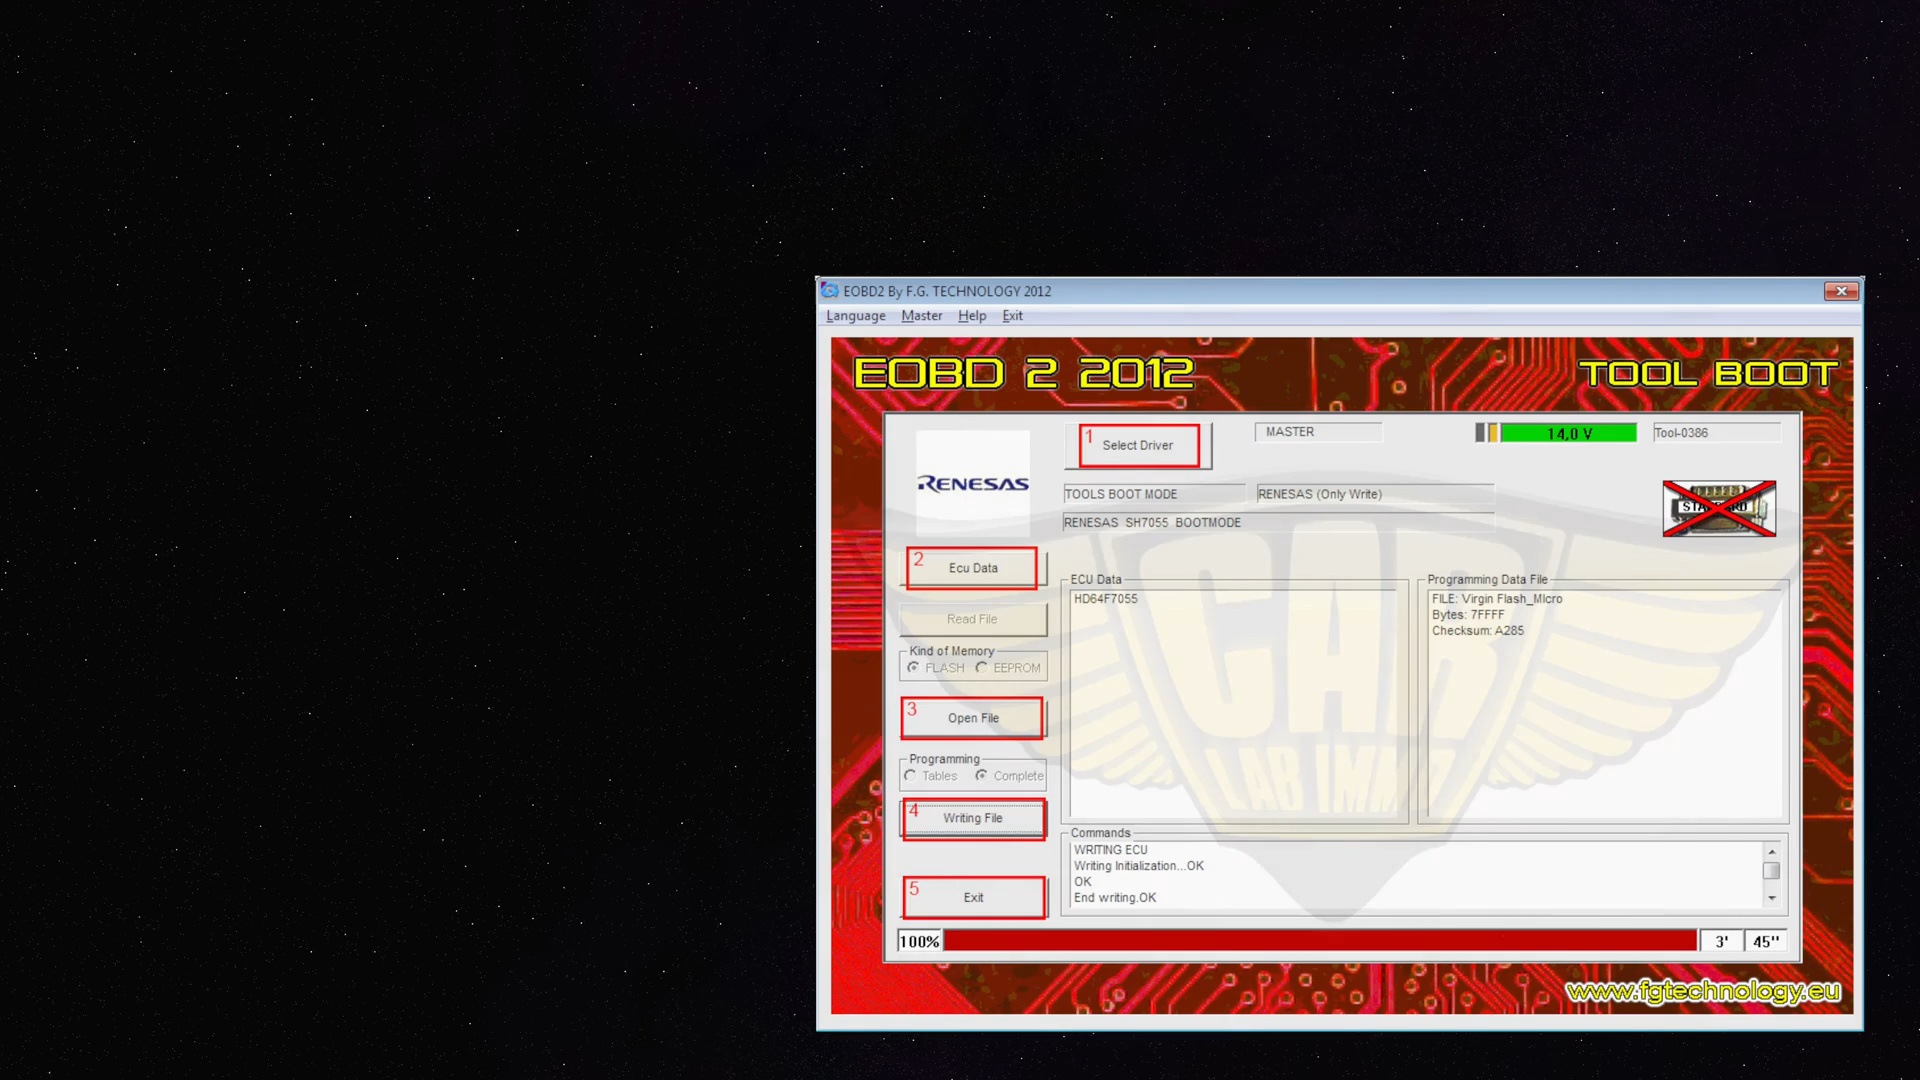 EOBD2 By F.G. TECHNOLOGY 2012
Language Master Help Exit
EOBD 2 2012
TOOL BOOT
RENESAS
1
Select Driver
MASTER
14,0 V
Tool-0386
TOOLS BOOT MODE
RENESAS (Only Write)
RENESAS SH7055 BOOTMODE
STANDARD
2
Ecu Data
Read File
Kind of Memory
FLASH EEPROM
3
Open File
Programming
Tables Complete
4
Writing File
5
Exit
ECU Data
HD64F7055
Programming Data File
FILE: Virgin Flash_MIcro
Bytes: 7FFFF
Checksum: A285
CAR
LAB IMMO
Commands
WRITING ECU
Writing Initialization...OK
OK
End writing.OK
100%
3' 45''
www.fgtechnology.eu